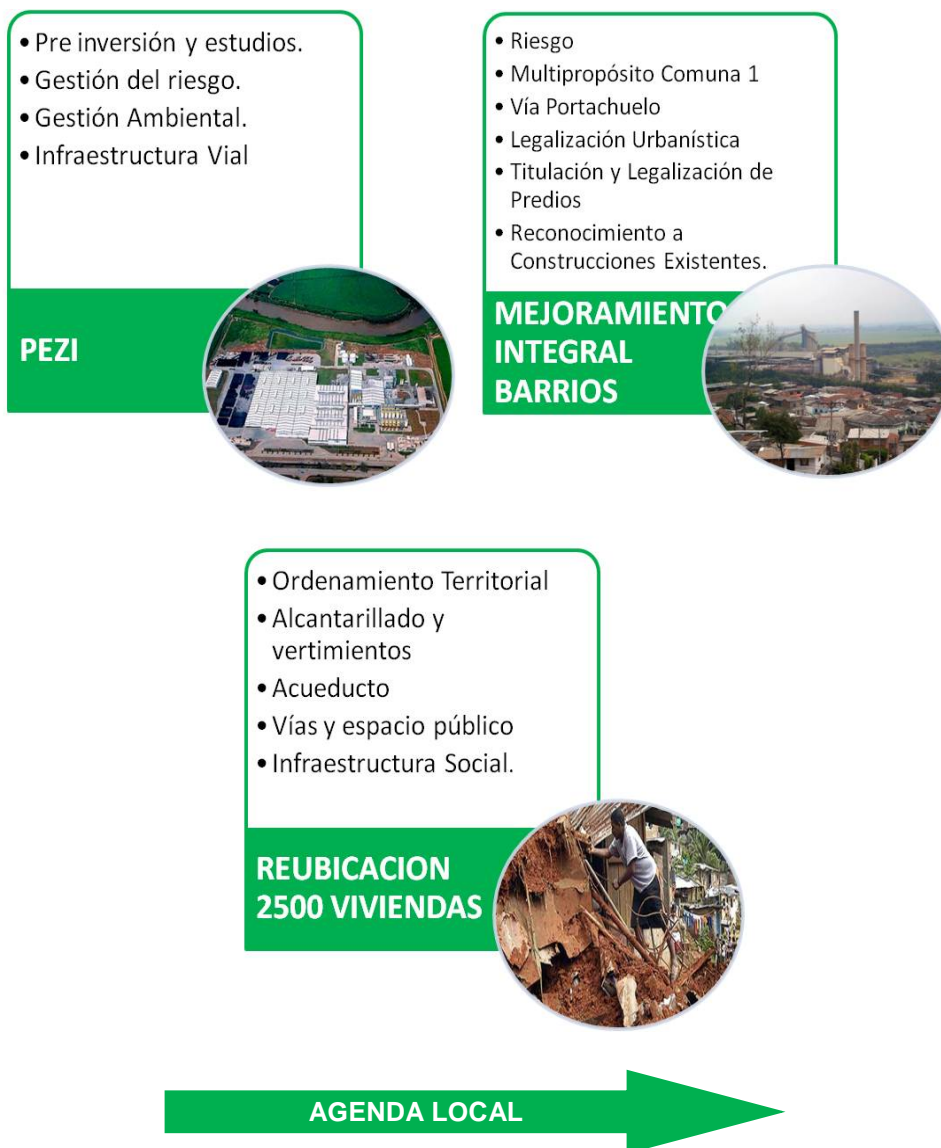 • Pre inversión y estudios.
• Gestión del riesgo.
• Gestión Ambiental.
• Infraestructura Vial
PEZI
• Riesgo
• Multipropósito Comuna 1
• Vía Portachuelo
• Legalización Urbanística
• Titulación y Legalización de
Predios
• Reconocimiento a
Construcciones Existentes.
MEJORAMIENTO
INTEGRAL
BARRIOS
• Ordenamiento Territorial
• Alcantarillado y
vertimientos
• Acueducto
• Vías y espacio público
• Infraestructura Social.
REUBICACION
2500 VIVIENDAS
AGENDA LOCAL